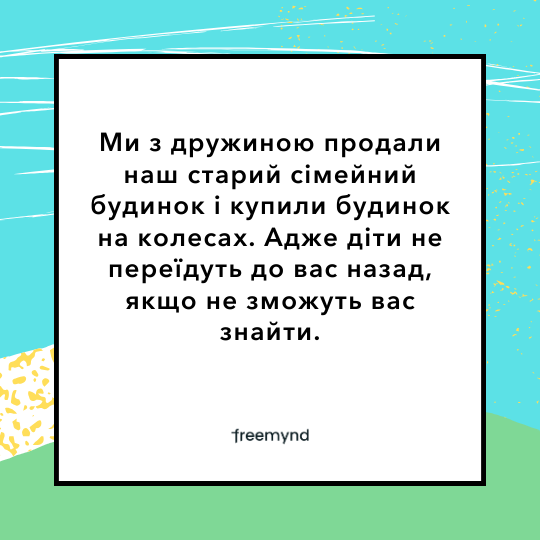 Ми з дружиною продали
наш старий сімейний
будинок і купили будинок
на колесах. Адже діти не
переїдуть до вас назад,
якщо не зможуть вас
знайти.
freemynd